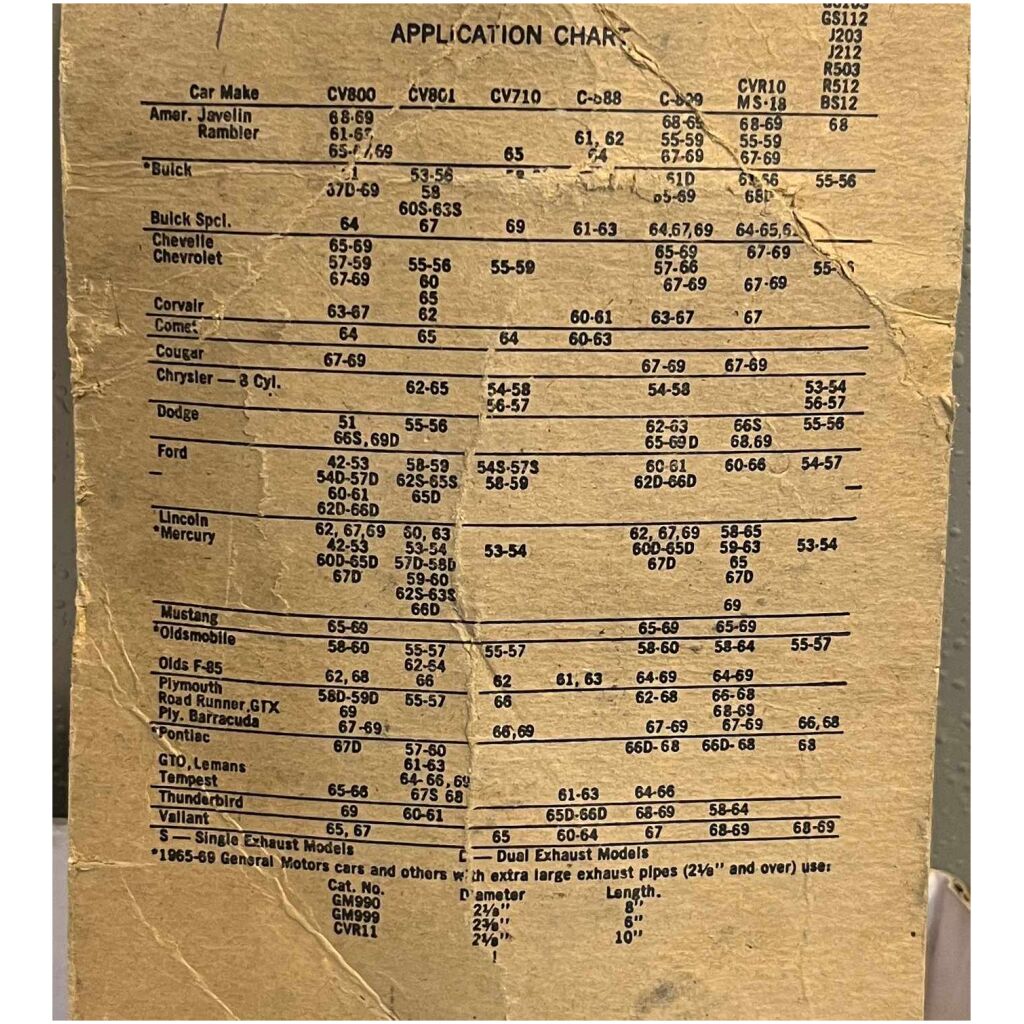 GS112
APPLICATION CHART
J203
J212
R503
CVR10 R512
Car Make CV800 CV801 CV710 MS·18 BS12
Amer. Javelin 68·69 68-69 68
Rambler 61, 62 55-59 55-59
65 67-69 67-69
*Buick 53-56 61D 55-56
37D-69 58
60S·63S
Buick Spcl. 64 67 69 61-63 64,67,69
Chevelle 65-69 65-69 67-69
Chevrolet 57-59 55-56 55-59 57-66
67-69 60 67-69 67·69
65
Corvair 63-67 62 60-61 63-67 67
64 65 64 60-63
Cougar 67-69 67-69 67-69
Chrysler — 8 Cyl. 62-65 54-58 54-58 53-54
56-57 56-57
Dodge 51 55-56 62-63 66S 55-56
66S,69D 65-69D 68,69
Ford 42-53 58-59 54S-57S 60-61 60-66 54-57
54D-57D 62S-65S 58-59 62D-66D
60-61 65D
62D-66D
Lincoln 62, 67,69 60, 63 62, 67,69 58-65
*Mercury 42-53 53-54 53-54 60D-65D 59-63 53-54
60D-65D 57D-58D 67D 65
67D 59-60 67D
62S-63S
66D 69
Mustang 65-69 65-69 65-69
*Oldsmobile 58-60 55-57 55-57 58-60 58-64 55-57
62-64
Olds F-85 62, 68 66 62 61, 63 64-69 64-69
Plymouth 58D-59D 55-57 66 62-68 66-68
Road Runner,GTX 69 68-69
Ply. Barracuda 67-69 66,69 67-69 67-69 66,68
*Pontiac 67D 57-60 66D-68 66D-68 68
GTO, Lemans 61-63
Tempest 64-66,69
65-66 67S 68 61-63 64-66
Thunderbird 69 60-61 65D-66D 68-69 58-64
Valiant 65, 67 65 60-64 67 68-69 68-69
S — Single Exhaust Models — Dual Exhaust Models
*1965-69 General Motors cars and others with extra large exhaust pipes (2⅛" and over) use:
Cat. No. Diameter Length.
GM990 2⅛" 8"
GM999 6"
CVR11 2⅛" 10"